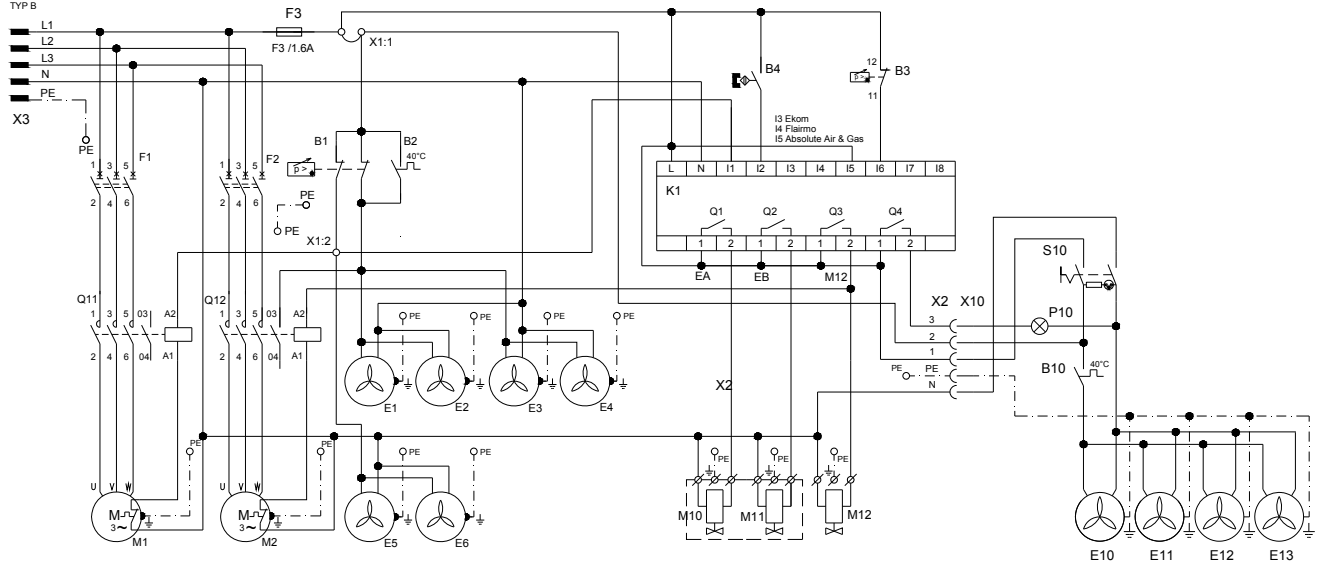 TYP B
L1
L2
L3
N
PE
X3
PE
F3
F3 /1.6A
X1:1
B4
12
B3
p >
11
I3 Ekom
I4 Flairmo
I5 Absolute Air & Gas
F1
1 3 5
2 4 6
F2
1 3 5
2 4 6
B1
B2
40°C
p >
PE
PE
X1:2
L N I1 I2 I3 I4 I5 I6 I7 I8
K1
Q1 Q2 Q3 Q4
1 2 1 2 1 2 1 2
EA EB M12
Q11
1 3 5 03 A2
2 4 6 04 A1
Q12
1 3 5 03 A2
2 4 6 04 A1
PE PE PE PE
E1 E2 E3 E4
X2
X2 X10
3
2
1
PE PE
N
S10
P10
B10
40°C
U V W
M
3~
M1
PE
U V W
M
3~
M2
PE
PE PE
E5 E6
PE PE PE
M10 M11 M12
E10 E11 E12 E13